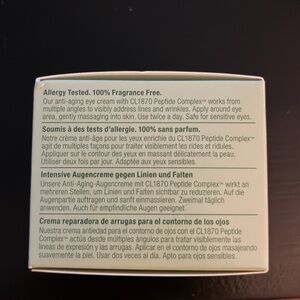 Allergy Tested. 100% Fragrance Free.
Our anti-aging eye cream with CL1870 Peptide Complex™ works from
multiple angles to visibly address lines and wrinkles. Apply around eye
area, gently massaging into skin. Use twice a day. Safe for sensitive eyes.
Soumis à des tests d'allergie. 100% sans parfum.
Notre crème anti-âge pour les yeux enrichie du CL1870 Peptide Complex™
agit de multiples façons pour traiter visiblement les rides et ridules.
Appliquer sur le contour des yeux en massant délicatement la peau.
Utiliser deux fois par jour. Adaptée aux yeux sensibles.
Intensive Augencreme gegen Linien und Falten
Unsere Anti-Aging-Augencreme mit CL1870 Peptide Complex™ wirkt an
mehreren Stellen, um Linien und Falten sichtbar zu reduzieren. Auf die
Augenpartie auftragen und sanft einmassieren. Zweimal täglich
anwenden. Auch für empfindliche Augen geeignet.
Crema reparadora de arrugas para el contorno de los ojos
Nuestra crema antiedad para el contorno de ojos con el CL1870 Peptide
Complex™ actúa desde múltiples ángulos para tratar visiblemente las
líneas de expresión y arrugas. Aplicar en el contorno de ojos masajeando
suavemente la piel. Usar dos veces al día. Apto para ojos sensibles.